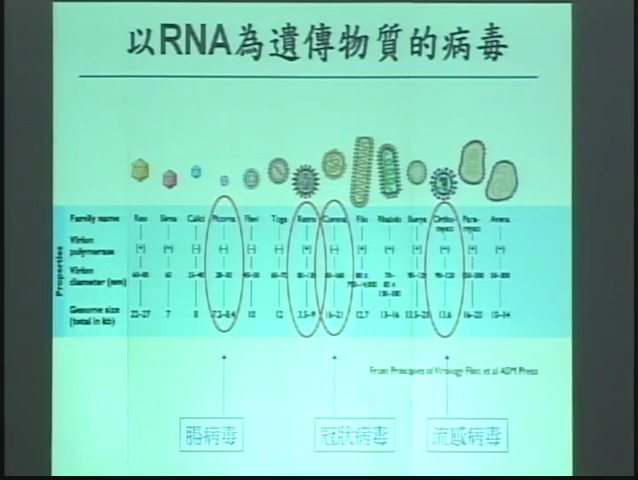 以RNA為遺傳物質的病毒
Family name Reo Birna Calici Picorna Flavi Toga Retro Corona Filo Rhabdo Bunya Ortho-myxo Para-myxo Arena
Virion polymerase (+) (+) (–) (–) (–) (–) (+) (–) (+) (+) (+) (+) (+) (+)
Properties
Virion diameter (nm) 60-80 60
Genome size (total in kb) 22–27 7 8 7.2–8.4 10 12 3.5–9 16–21 12.7 13–16 13.5–21 13.6 16–20 10–14
From Principles of Virology Flint et al ASM Press
腸病毒 冠狀病毒 流感病毒